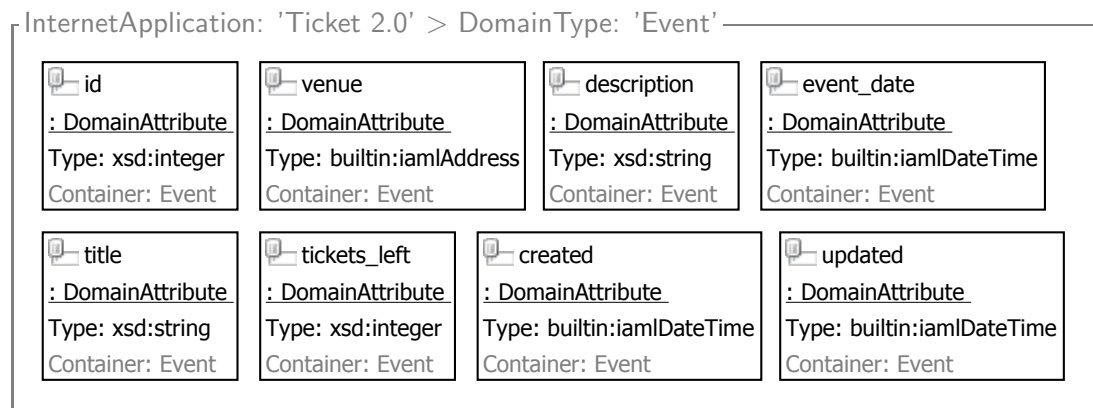 InternetApplication: 'Ticket 2.0' > DomainType: 'Event'
id
: DomainAttribute
Type: xsd:integer
Container: Event
venue
: DomainAttribute
Type: builtin:iamlAddress
Container: Event
description
: DomainAttribute
Type: xsd:string
Container: Event
event_date
: DomainAttribute
Type: builtin:iamlDateTime
Container: Event
title
: DomainAttribute
Type: xsd:string
Container: Event
tickets_left
: DomainAttribute
Type: xsd:integer
Container: Event
created
: DomainAttribute
Type: builtin:iamlDateTime
Container: Event
updated
: DomainAttribute
Type: builtin:iamlDateTime
Container: Event